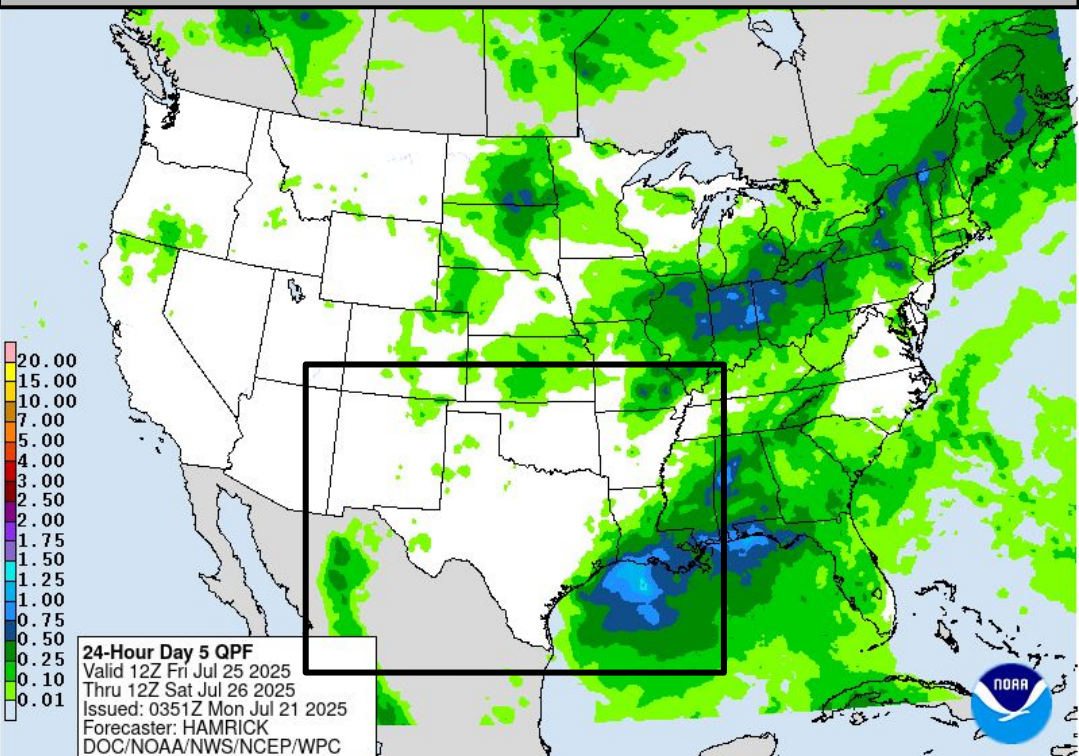 20.00
15.00
10.00
7.00
5.00
4.00
3.00
2.50
2.00
1.75
1.50
1.25
1.00
0.75
0.50
0.25
0.10
0.01
24-Hour Day 5 QPF
Valid 12Z Fri Jul 25 2025
Thru 12Z Sat Jul 26 2025
Issued: 0351Z Mon Jul 21 2025
Forecaster: HAMRICK
DOC/NOAA/NWS/NCEP/WPC
NOAA